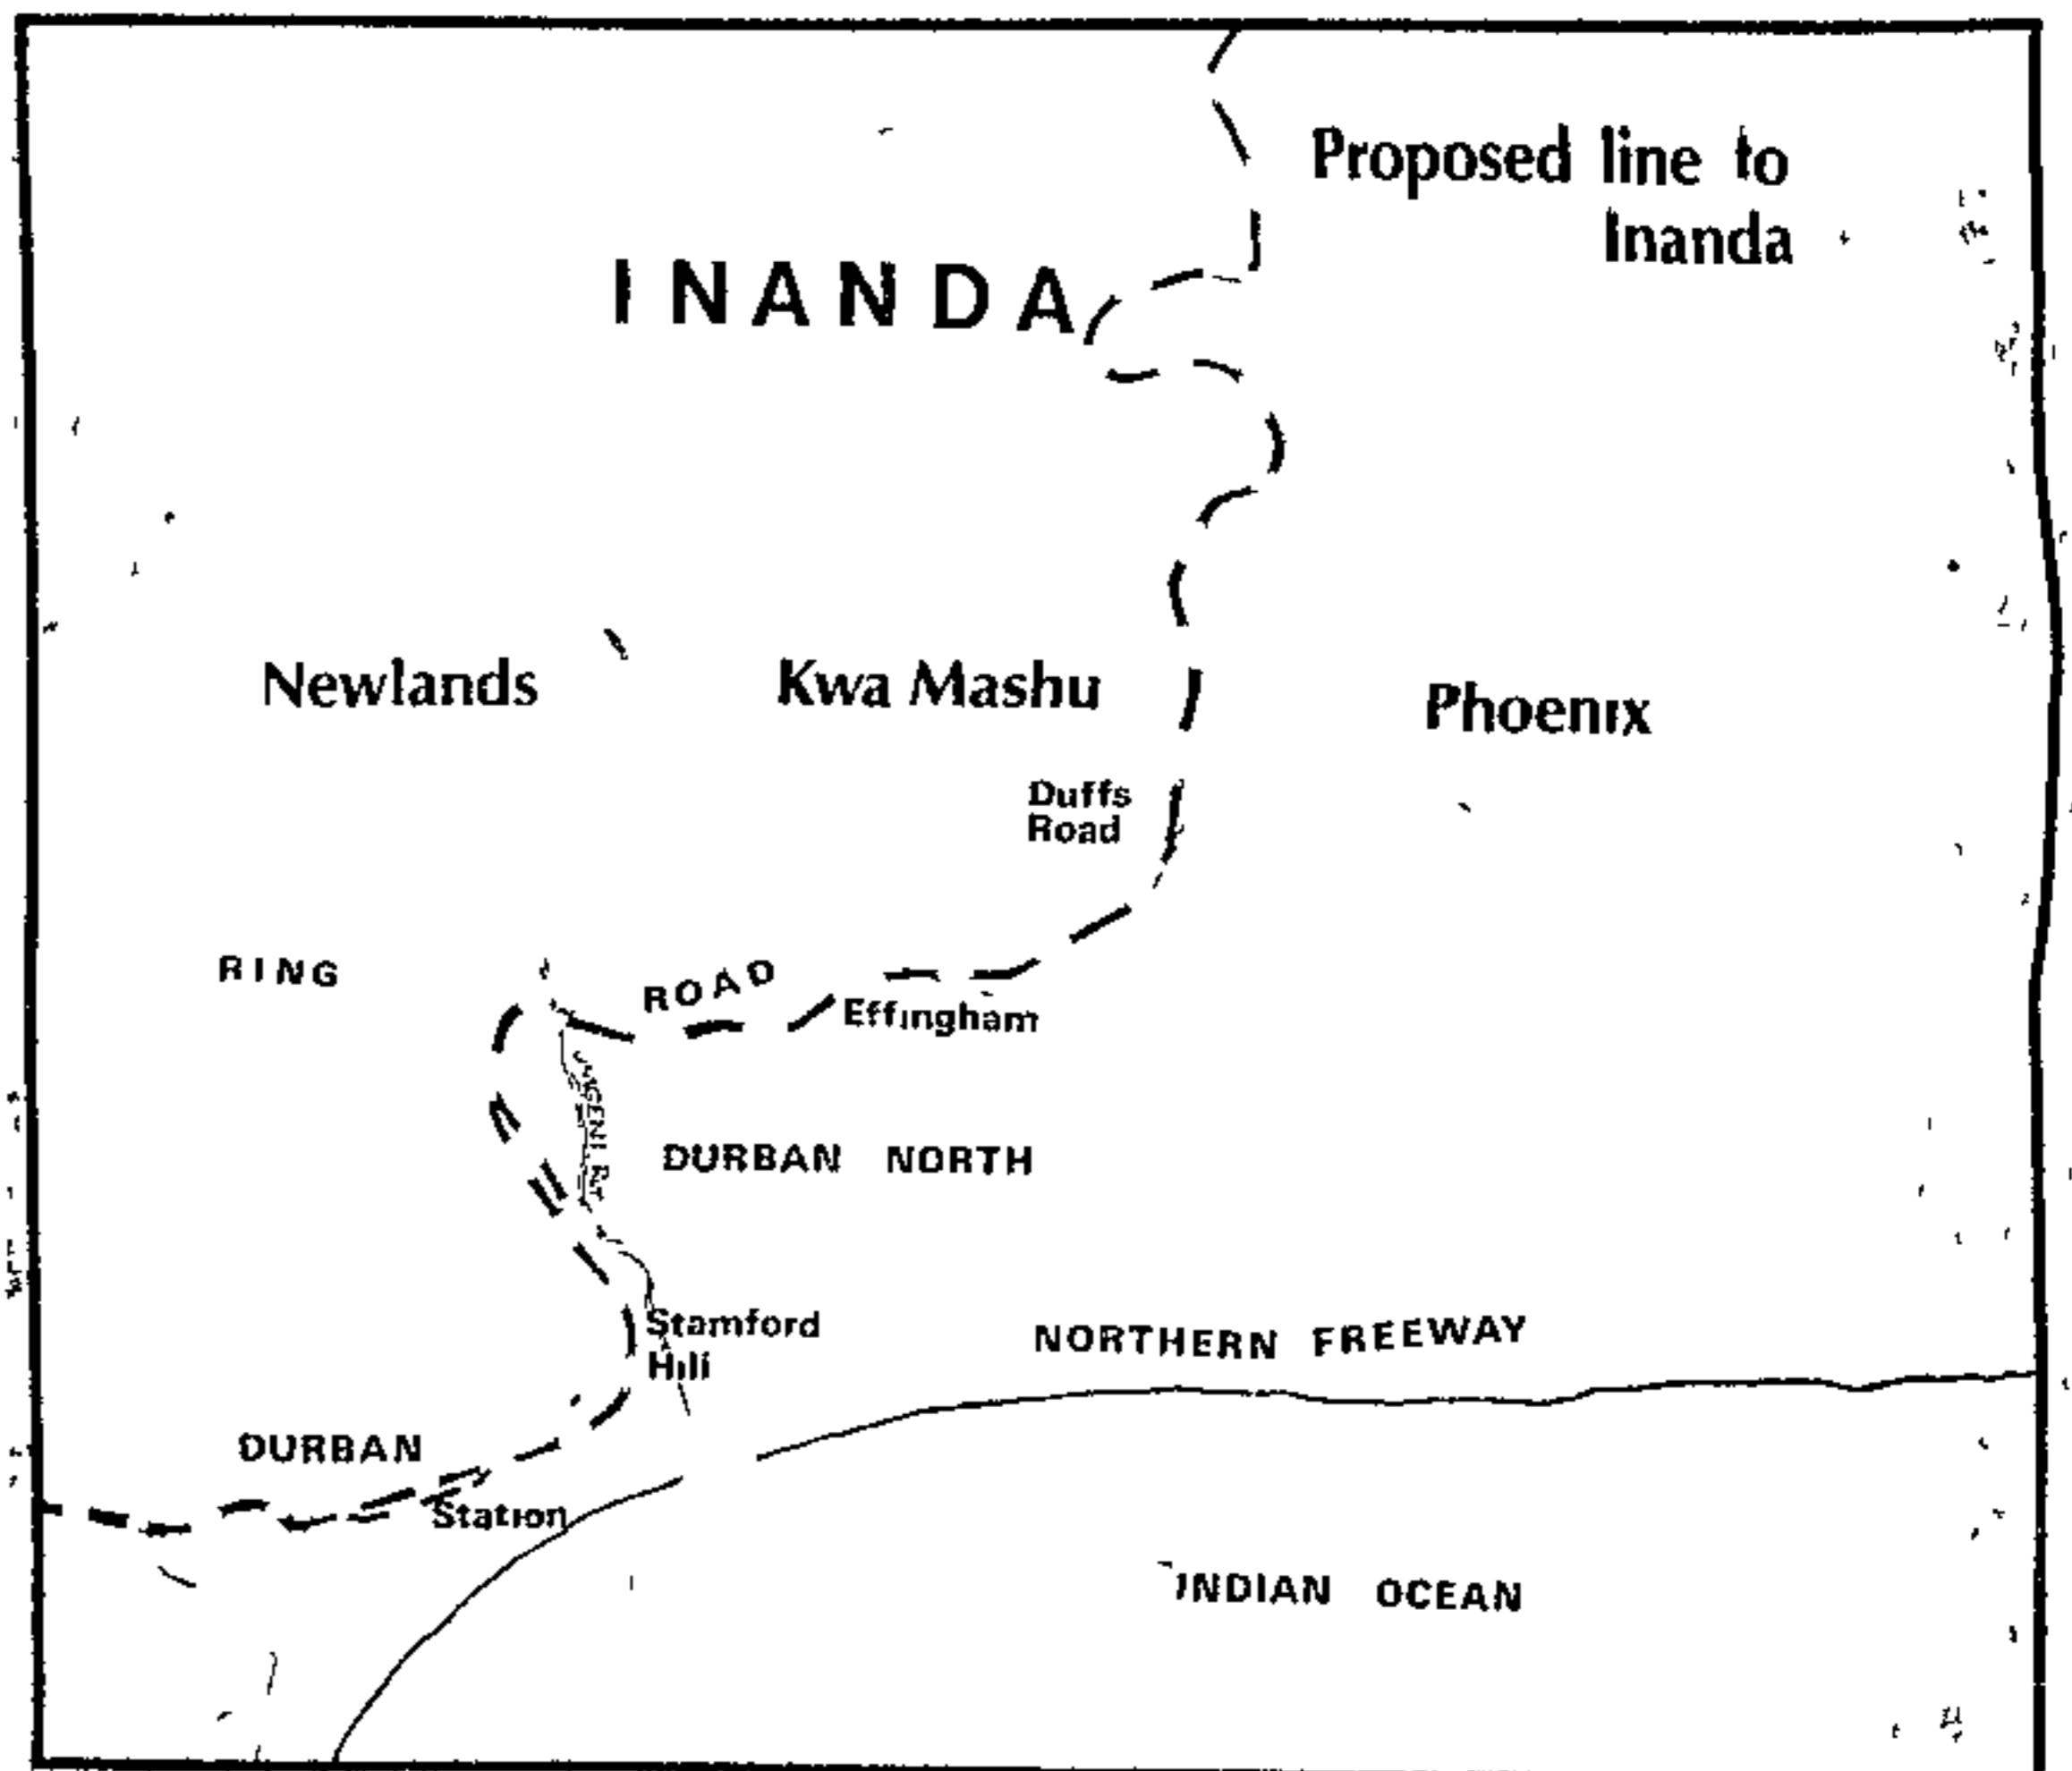 Proposed line to
Inanda
INANDA
Newlands
Kwa Mashu
Phoenix
Duffs
Road
RING ROAD
Effingham
DURBAN NORTH
Stamford
Hill
NORTHERN FREEWAY
DURBAN
Station
INDIAN OCEAN